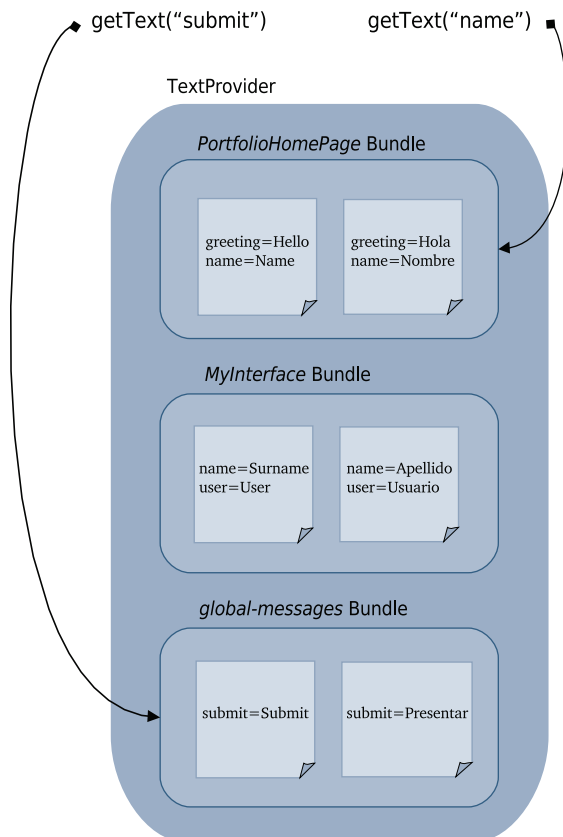 getText(“submit”)
getText(“name”)
TextProvider
PortfolioHomePage Bundle
greeting=Hello
name=Name
greeting=Hola
name=Nombre
MyInterface Bundle
name=Surname
user=User
name=Apellido
user=Usuario
global-messages Bundle
submit=Submit
submit=Presentar